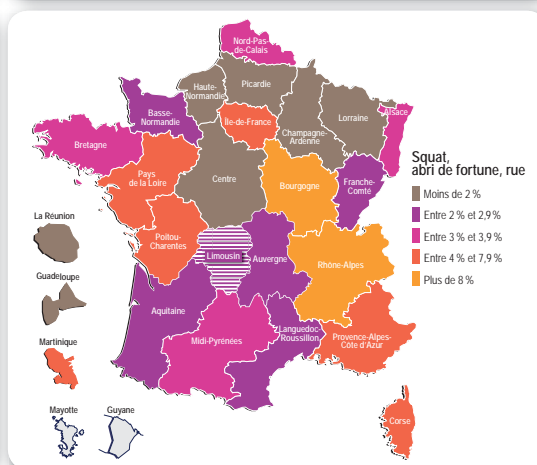 Nord-Pas-
de-Calais
Haute-
Normandie
Picardie
Basse-
Normandie
Île-de-France
Lorraine
Alsace
Champagne-
Ardenne
Bretagne
Pays
de la Loire
Centre
Bourgogne
Franche-
Comté
Poitou-
Charentes
Limousin
Auvergne
Rhône-Alpes
Aquitaine
Midi-Pyrénées
Languedoc-
Roussillon
Provence-Alpes-
Côte d'Azur
Corse
La Réunion
Guadeloupe
Martinique
Mayotte
Guyane
Squat,
abri de fortune, rue
Moins de 2 %
Entre 2 % et 2,9 %
Entre 3 % et 3,9 %
Entre 4 % et 7,9 %
Plus de 8 %